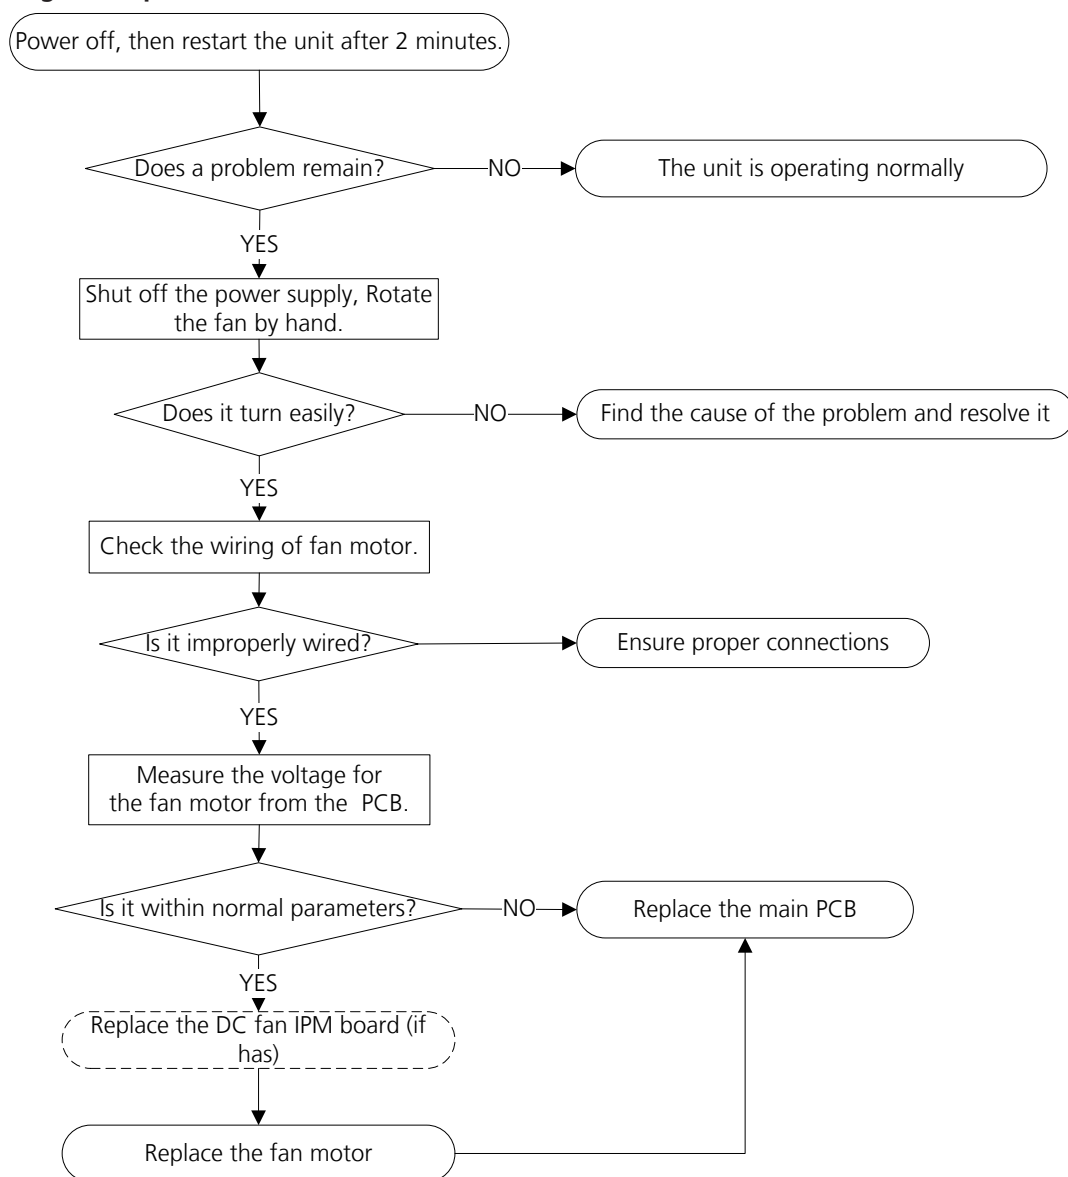 Power off, then restart the unit after 2 minutes.
Does a problem remain?
NO
The unit is operating normally
YES
Shut off the power supply, Rotate
the fan by hand.
Does it turn easily?
NO
Find the cause of the problem and resolve it
YES
Check the wiring of fan motor.
Is it improperly wired?
Ensure proper connections
YES
Measure the voltage for
the fan motor from the PCB.
Is it within normal parameters?
NO
Replace the main PCB
YES
Replace the DC fan IPM board (if
has)
Replace the fan motor